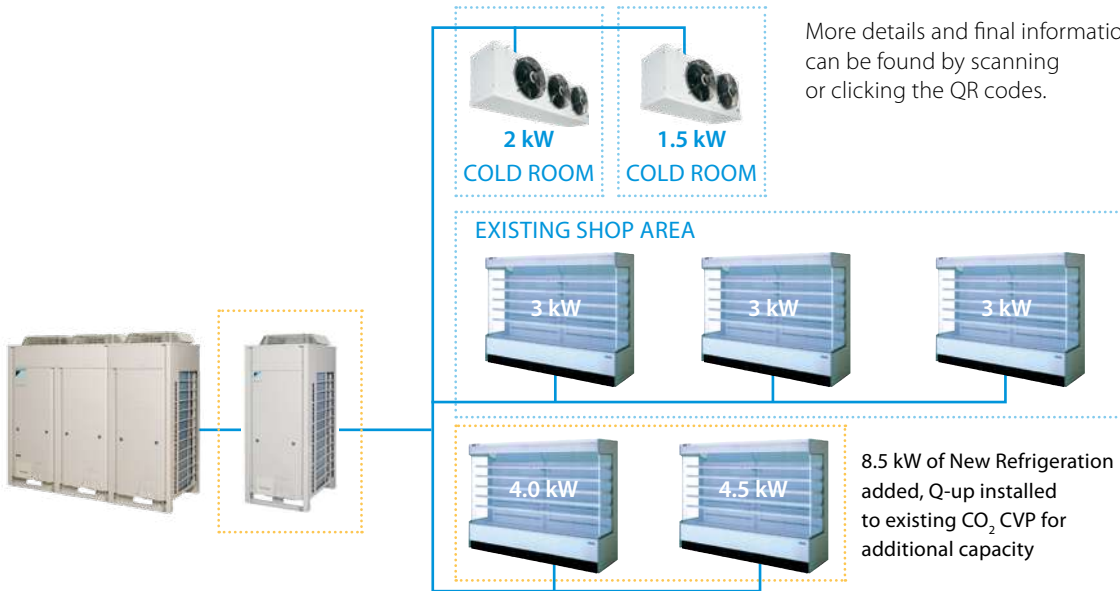 More details and final informatio
can be found by scanning
or clicking the QR codes.
2 kW
COLD ROOM
1.5 kW
COLD ROOM
EXISTING SHOP AREA
3 kW
3 kW
3 kW
4.0 kW
4.5 kW
8.5 kW of New Refrigeration
added, Q-up installed
to existing CO₂ CVP for
additional capacity